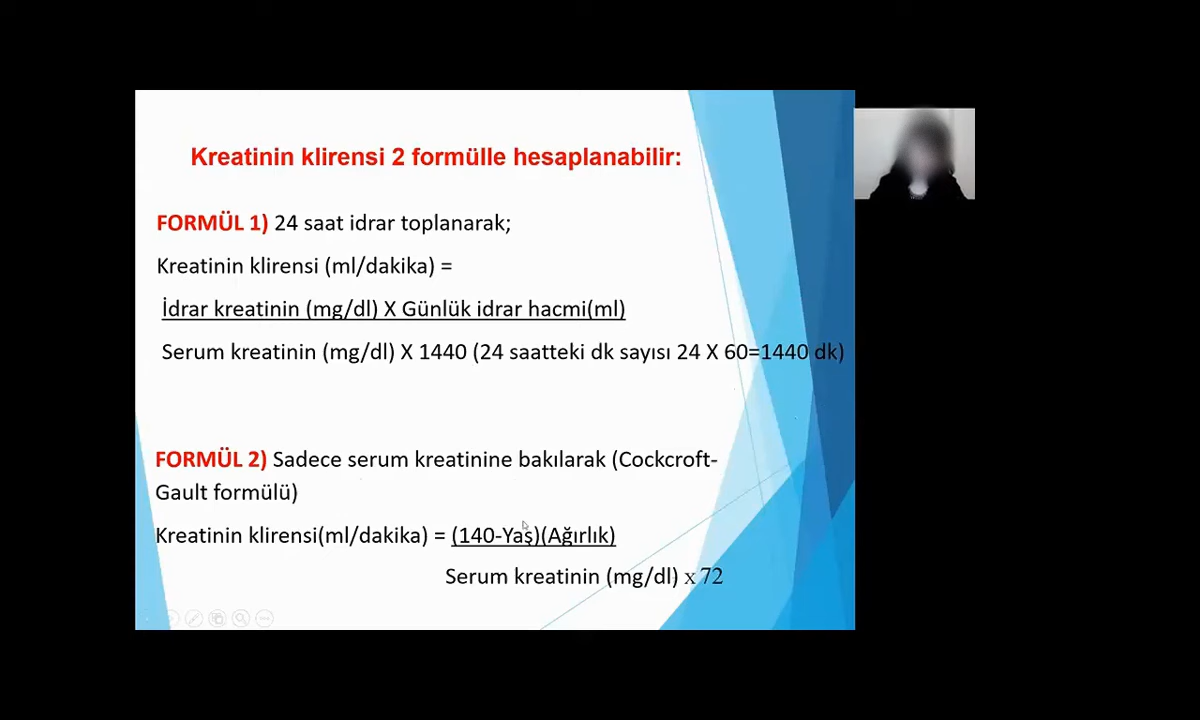 Kreatinin klirensi 2 formülle hesaplanabilir:
FORMÜL 1) 24 saat idrar toplanarak;
Kreatinin klirensi (ml/dakika) =
İdrar kreatinin (mg/dl) X Günlük idrar hacmi(ml)
Serum kreatinin (mg/dl) X 1440 (24 saatteki dk sayısı 24 X 60=1440 dk)
FORMÜL 2) Sadece serum kreatinine bakılarak (Cockcroft-
Gault formülü)
Kreatinin klirensi(ml/dakika) = (140-Yaş)(Ağırlık)
Serum kreatinin (mg/dl) x 72